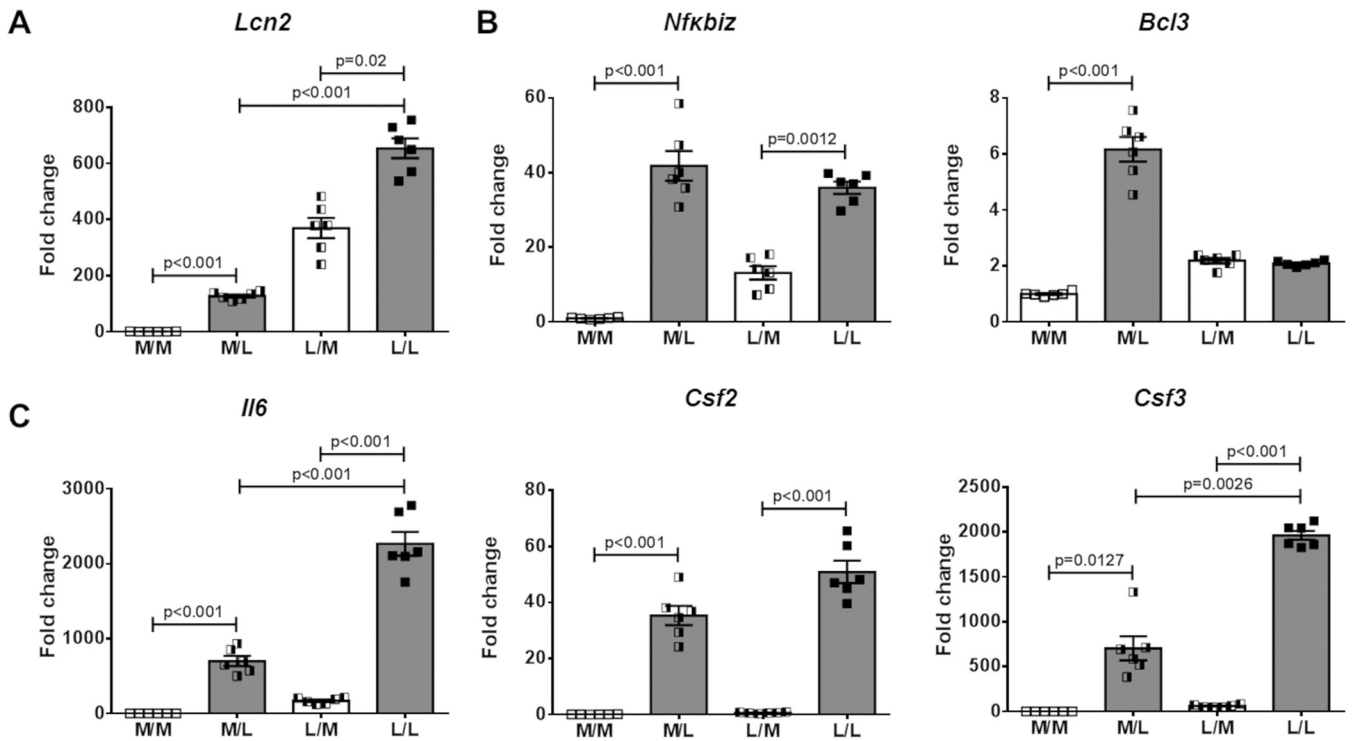 A
Lcn2
p=0.02
p<0.001
p<0.001
Fold change
800
600
400
200
0
M/M M/L L/M L/L
B
Nfκbiz
p<0.001
p=0.0012
Fold change
60
40
20
0
M/M M/L L/M L/L
Bcl3
p<0.001
Fold change
8
6
4
2
0
M/M M/L L/M L/L
C
Il6
p<0.001
p<0.001
p<0.001
Fold change
3000
2000
1000
0
M/M M/L L/M L/L
Csf2
p<0.001
p<0.001
Fold change
80
60
40
20
0
M/M M/L L/M L/L
Csf3
p<0.001
p=0.0026
p=0.0127
Fold change
2500
2000
1500
1000
500
0
M/M M/L L/M L/L